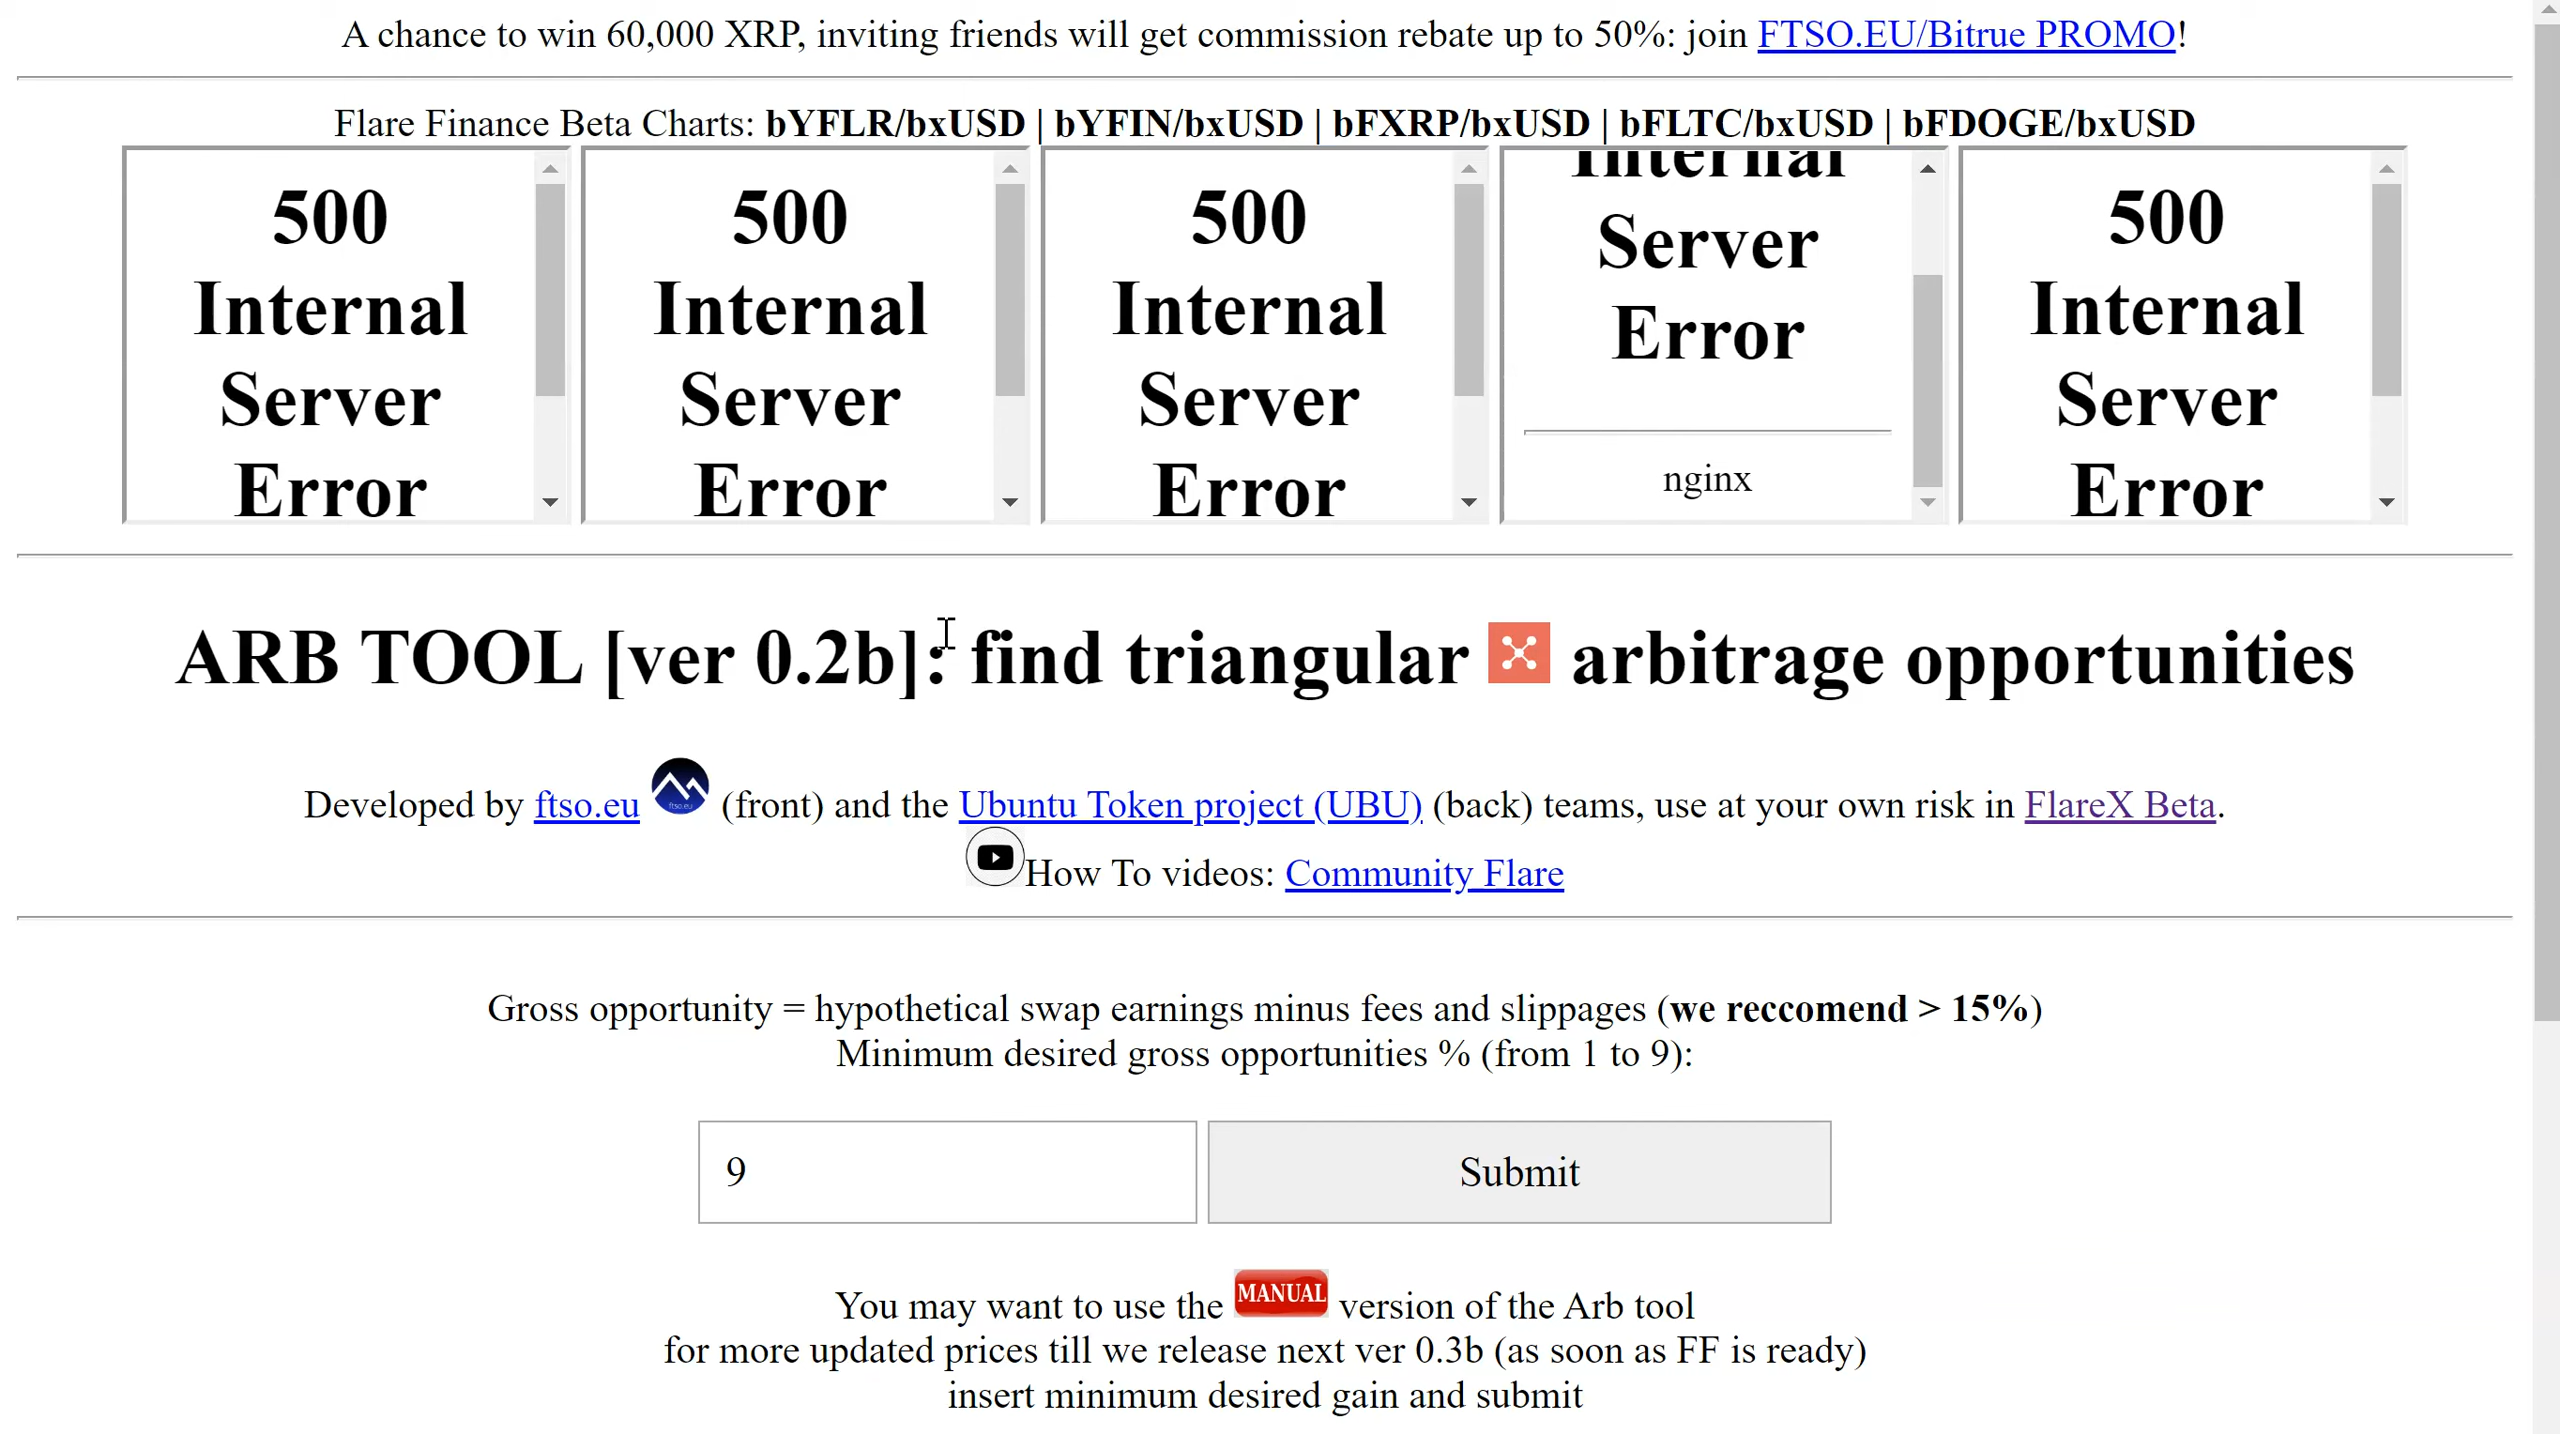 A chance to win 60,000 XRP, inviting friends will get commission rebate up to 50%: join FTSO.EU/Bitrue PROMO!
Flare Finance Beta Charts: bYFLR/bxUSD | bYFIN/bxUSD | bFXRP/bxUSD | bFLTC/bxUSD | bFDOGE/bxUSD
500
Internal
Server
Error
500
Internal
Server
Error
500
Internal
Server
Error
Internal
Server
Error
nginx
500
Internal
Server
Error
ARB TOOL [ver 0.2b]: find triangular arbitrage opportunities
Developed by ftso.eu ftso.eu (front) and the Ubuntu Token project (UBU) (back) teams, use at your own risk in FlareX Beta.
How To videos: Community Flare
Gross opportunity = hypothetical swap earnings minus fees and slippages (we reccomend > 15%)
Minimum desired gross opportunities % (from 1 to 9):
9 Submit
You may want to use the MANUAL version of the Arb tool
for more updated prices till we release next ver 0.3b (as soon as FF is ready)
insert minimum desired gain and submit